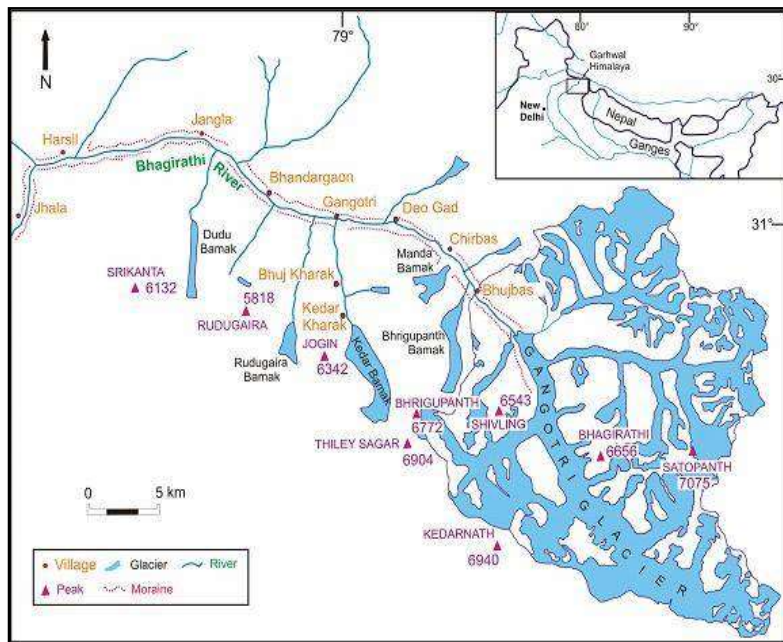 79°
80°
90°
Garhwal
Himalaya
30
New
Delhi
Nepal
Ganges
N
Jangla
Harsil
Bhagirathi
River
Bhandargaon
Jhala
Gangotri
Deo Gad
31°
Dudu
Bamak
Chirbas
Manda
Bamak
SRIKANTA
6132
Bhuj Kharak
Bhujbas
5818
RUDUGAIRA
Kedar
Kharak
Rudugaira
Bamak
JOGIN
6342
Kedar Bamak
Bhrigupanth
Bamak
GANGOTRI GLACIER
BHRIGUPANTH
6772
6543
SHIVLING
THILEY SAGAR
6904
BHAGIRATHI
6656
SATOPANTH
7075
0 5 km
KEDARNATH
6940
Village Glacier River
Peak Moraine